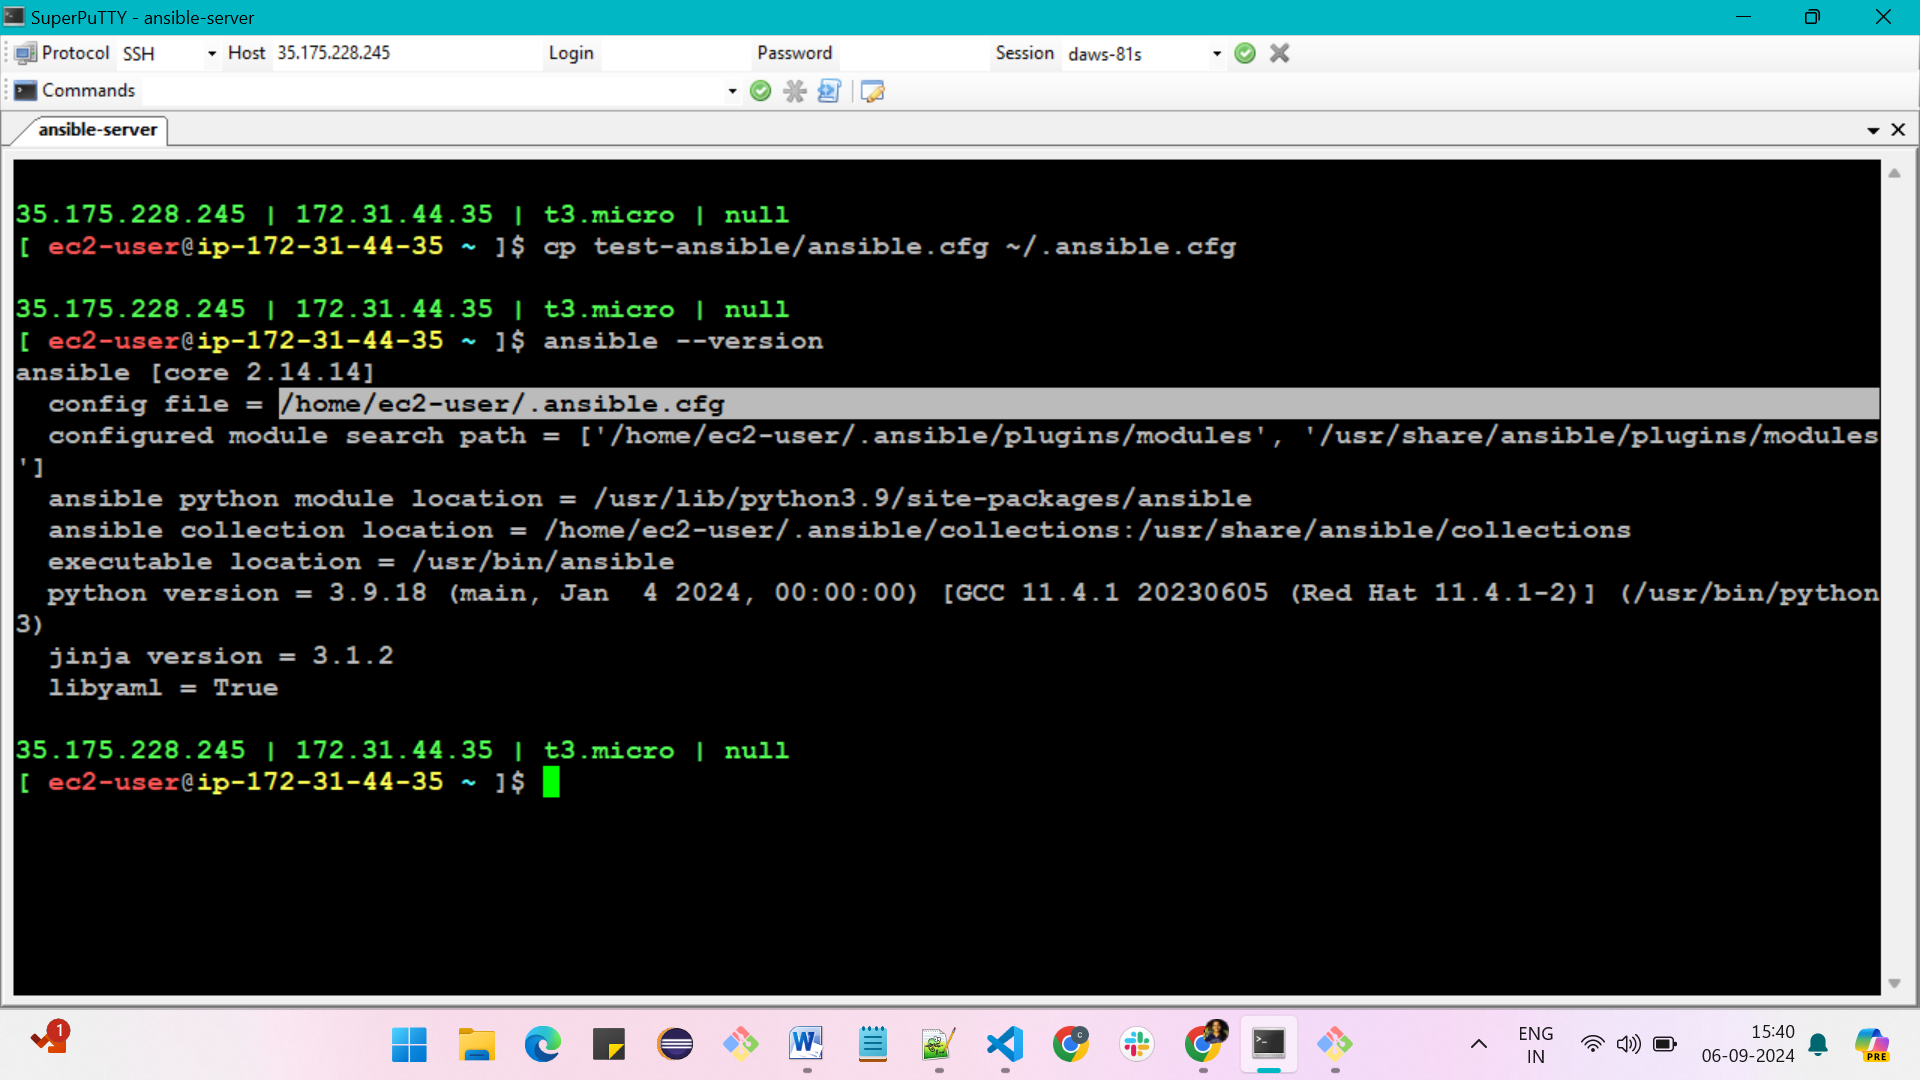 SuperPuTTY - ansible-server
Protocol SSH Host 35.175.228.245 Login Password Session daws-81s
Commands
ansible-server
35.175.228.245 | 172.31.44.35 | t3.micro | null
[ ec2-user@ip-172-31-44-35 ~ ]$ cp test-ansible/ansible.cfg ~/.ansible.cfg
35.175.228.245 | 172.31.44.35 | t3.micro | null
[ ec2-user@ip-172-31-44-35 ~ ]$ ansible --version
ansible [core 2.14.14]
  config file = /home/ec2-user/.ansible.cfg
  configured module search path = ['/home/ec2-user/.ansible/plugins/modules', '/usr/share/ansible/plugins/modules
']
  ansible python module location = /usr/lib/python3.9/site-packages/ansible
  ansible collection location = /home/ec2-user/.ansible/collections:/usr/share/ansible/collections
  executable location = /usr/bin/ansible
  python version = 3.9.18 (main, Jan  4 2024, 00:00:00) [GCC 11.4.1 20230605 (Red Hat 11.4.1-2)] (/usr/bin/python
3)
  jinja version = 3.1.2
  libyaml = True
35.175.228.245 | 172.31.44.35 | t3.micro | null
[ ec2-user@ip-172-31-44-35 ~ ]$
1
ENG
IN
15:40
06-09-2024
PRE